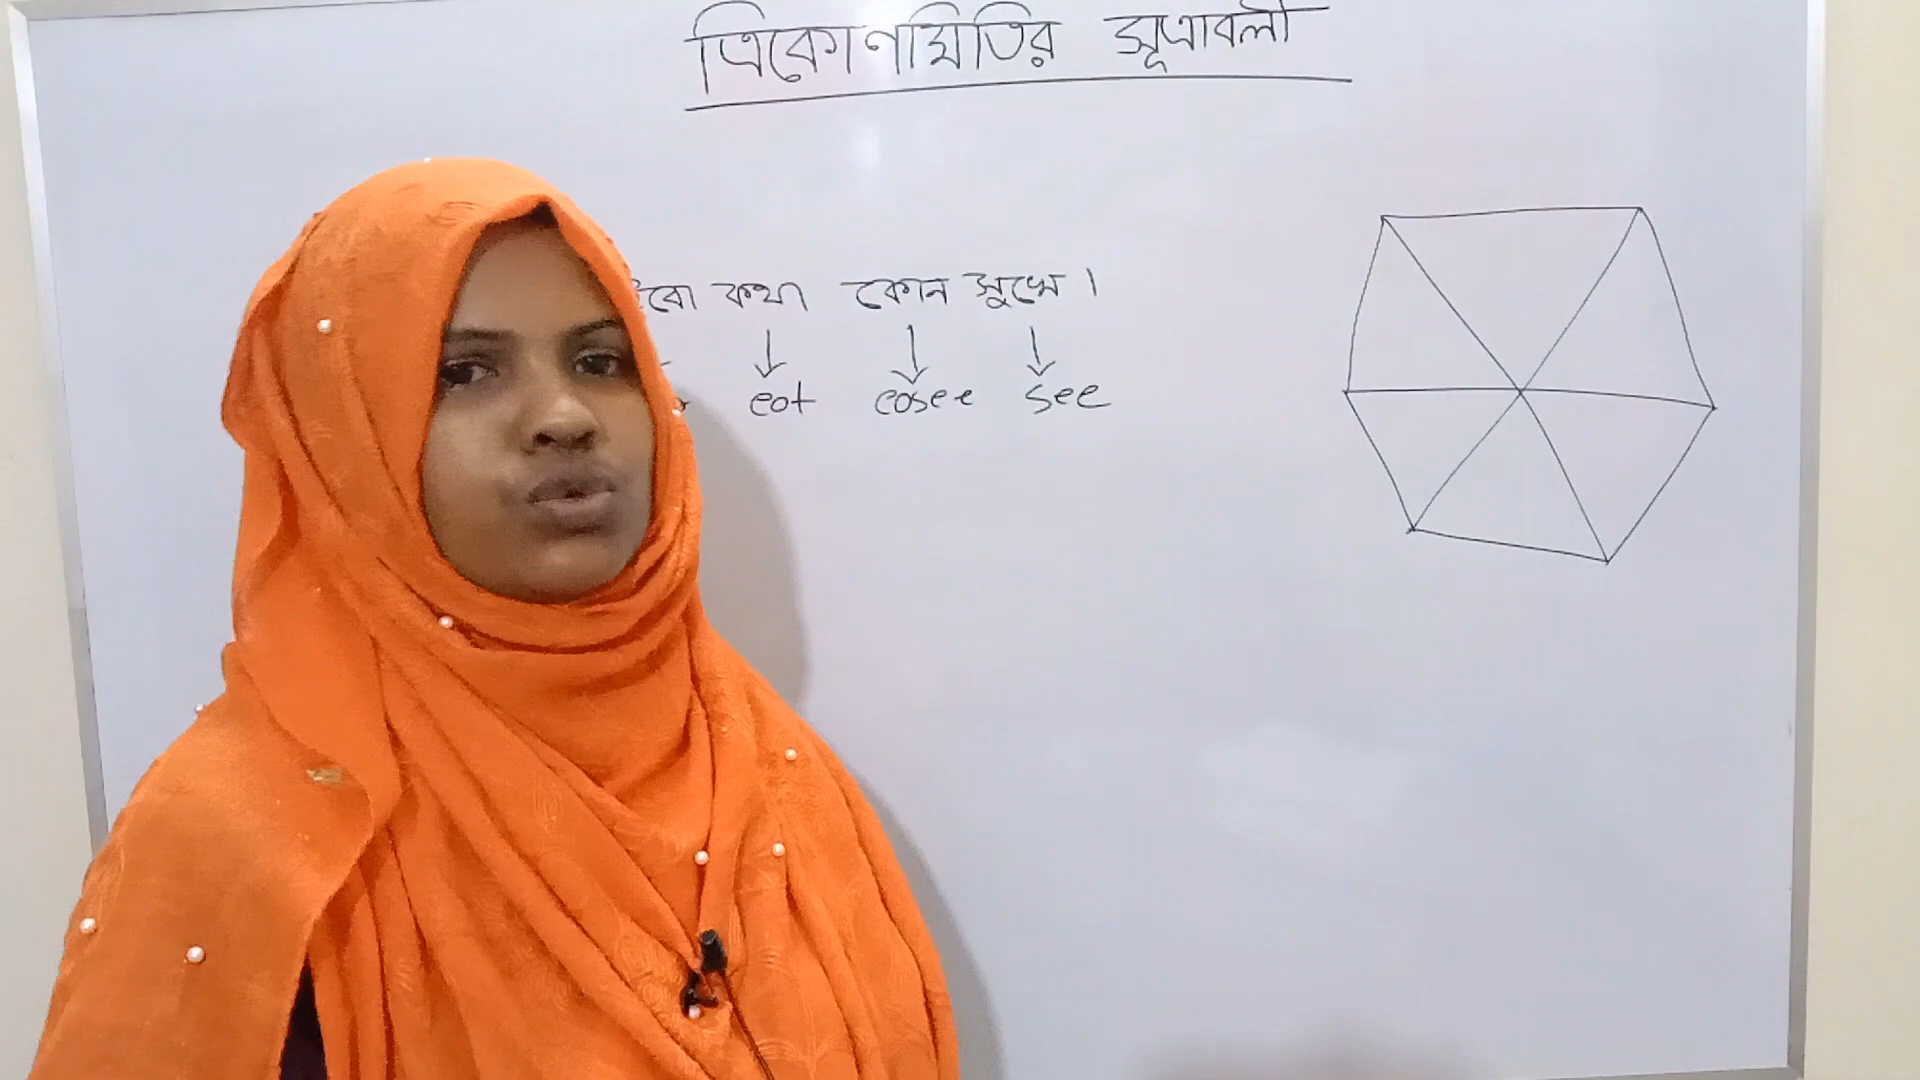 ত্রিকোণমিতির সূত্রাবলী
কথা কোন সুখে ।
cot cosec sec